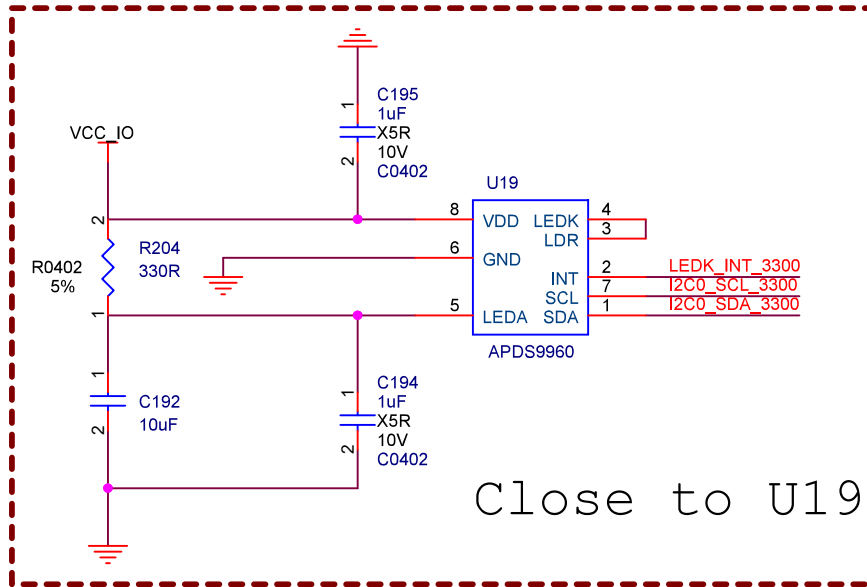 C195
1
1uF
VCC_IO
X5R
2
10V
C0402
U19
2
8
VDD
LEDK
4
LDR
3
R204
6
GND
R0402
330R
5%
INT
2
LEDK_INT_3300
SCL
7
I2C0_SCL_3300
1
5
LEDA
SDA
1
I2C0_SDA_3300
APDS9960
1
C192
10uF
2
C194
1
1uF
X5R
2
10V
C0402
Close to U19